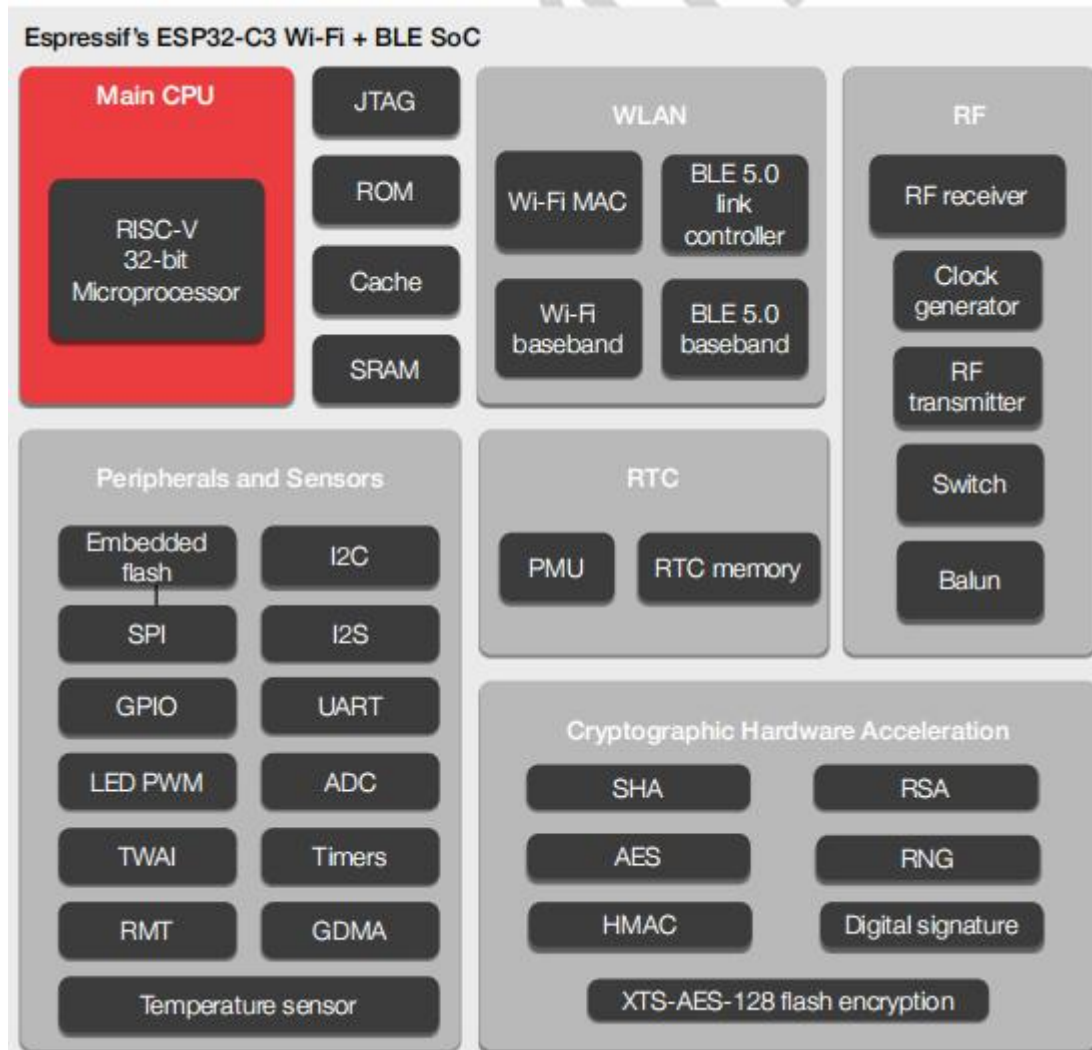 Espressif's ESP32-C3 Wi-Fi + BLE SoC
Main CPU
RISC-V
32-bit
Microprocessor
JTAG
ROM
Cache
SRAM
WLAN
Wi-Fi MAC
BLE 5.0
link
controller
Wi-Fi
baseband
BLE 5.0
baseband
RF
RF receiver
Clock
generator
RF
transmitter
Switch
Balun
Peripherals and Sensors
Embedded
flash
I2C
SPI
I2S
GPIO
UART
LED PWM
ADC
TWAI
Timers
RMT
GDMA
Temperature sensor
RTC
PMU
RTC memory
Cryptographic Hardware Acceleration
SHA
RSA
AES
RNG
HMAC
Digital signature
XTS-AES-128 flash encryption